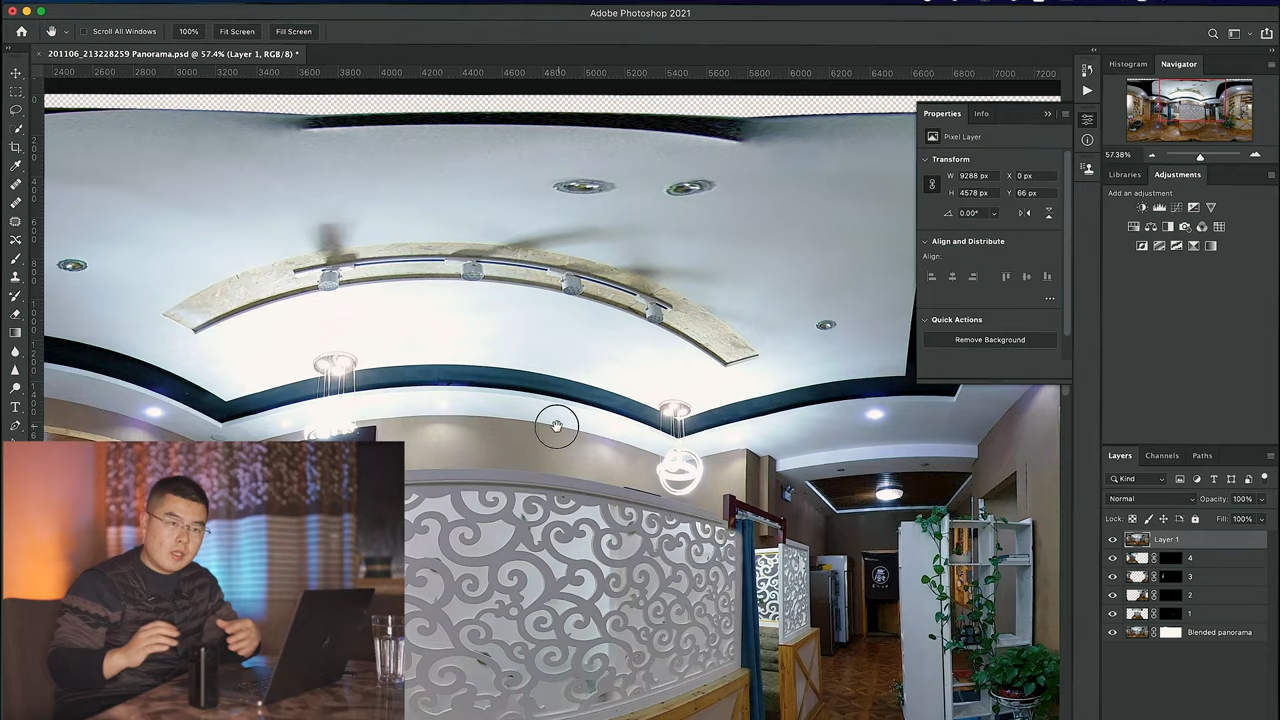 Adobe Photoshop 2021
Scroll All Windows
100%
Fit Screen
Fill Screen
201106_213228259 Panorama.psd @ 57.4% (Layer 1, RGB/8) *
2400
2600
3400
3600
3800
4000
4200
4400
4600
4800
5000
5200
5400
5600
5800
6000
6200
6400
6600
6800
7000
7200
Histogram
Navigator
57.38%
Properties
Info
Pixel Layer
Transform
W 9288 px
X 0 px
H 4578 px
Y 66 px
0.00°
Align and Distribute
Align:
Quick Actions
Remove Background
Libraries
Adjustments
Add an adjustment
Layers
Channels
Paths
Kind
Normal
Opacity: 100%
Lock:
Fill: 100%
Layer 1
4
3
2
1
Blended panorama